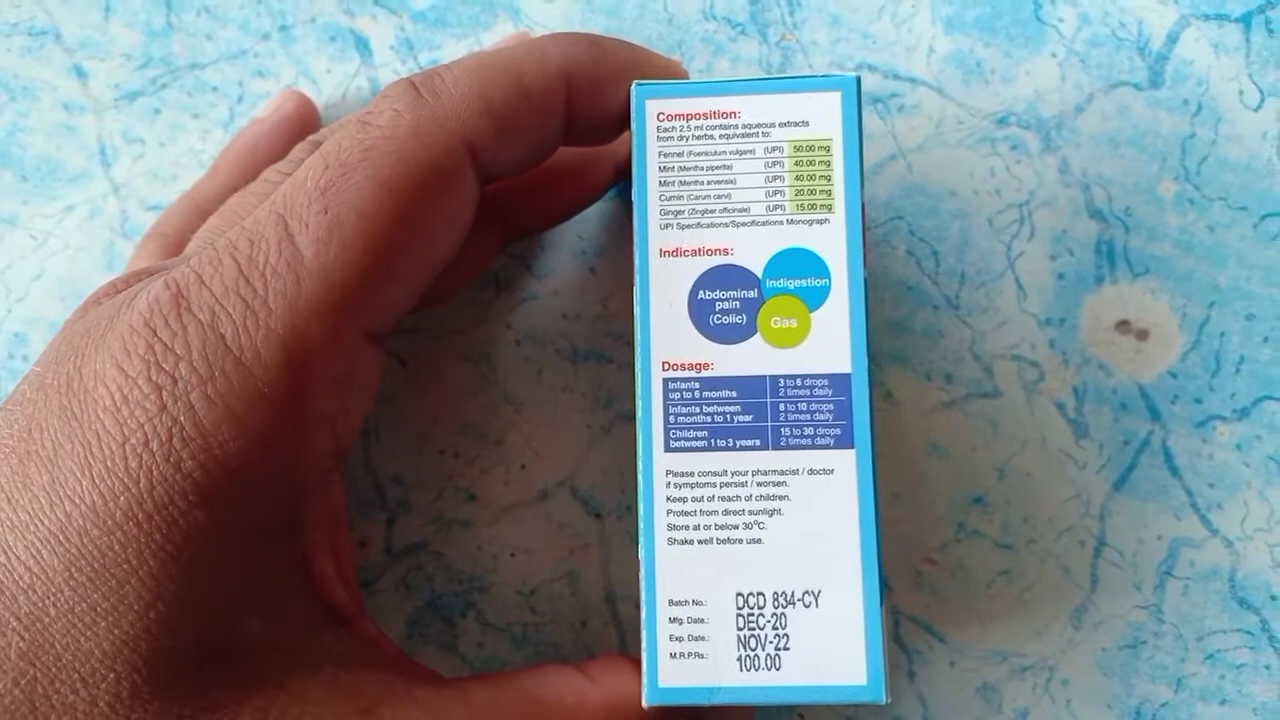 Composition:
Each 2.5 ml contains aqueous extracts
from dry herbs, equivalent to:
Fennel (Foeniculum vulgare) (UPI) 50.00 mg
Mint (Mentha piperita) (UPI) 40.00 mg
Mint (Mentha arvensis) (UPI) 40.00 mg
Cumin (Carum carvi) (UPI) 20.00 mg
Ginger (Zingiber officinale) (UPI) 15.00 mg
UPI Specifications/Specifications Monograph
Indications:
Abdominal
pain
(Colic)
Indigestion
Gas
Dosage:
Infants 3 to 6 drops
up to 6 months 2 times daily
Infants between 8 to 10 drops
6 months to 1 year 2 times daily
Children 15 to 30 drops
between 1 to 3 years 2 times daily
Please consult your pharmacist / doctor
if symptoms persist / worsen.
Keep out of reach of children.
Protect from direct sunlight.
Store at or below 30°C.
Shake well before use.
Batch No.: DCD 834-CY
Mfg. Date.: DEC-20
Exp. Date.: NOV-22
M.R.P.Rs.: 100.00